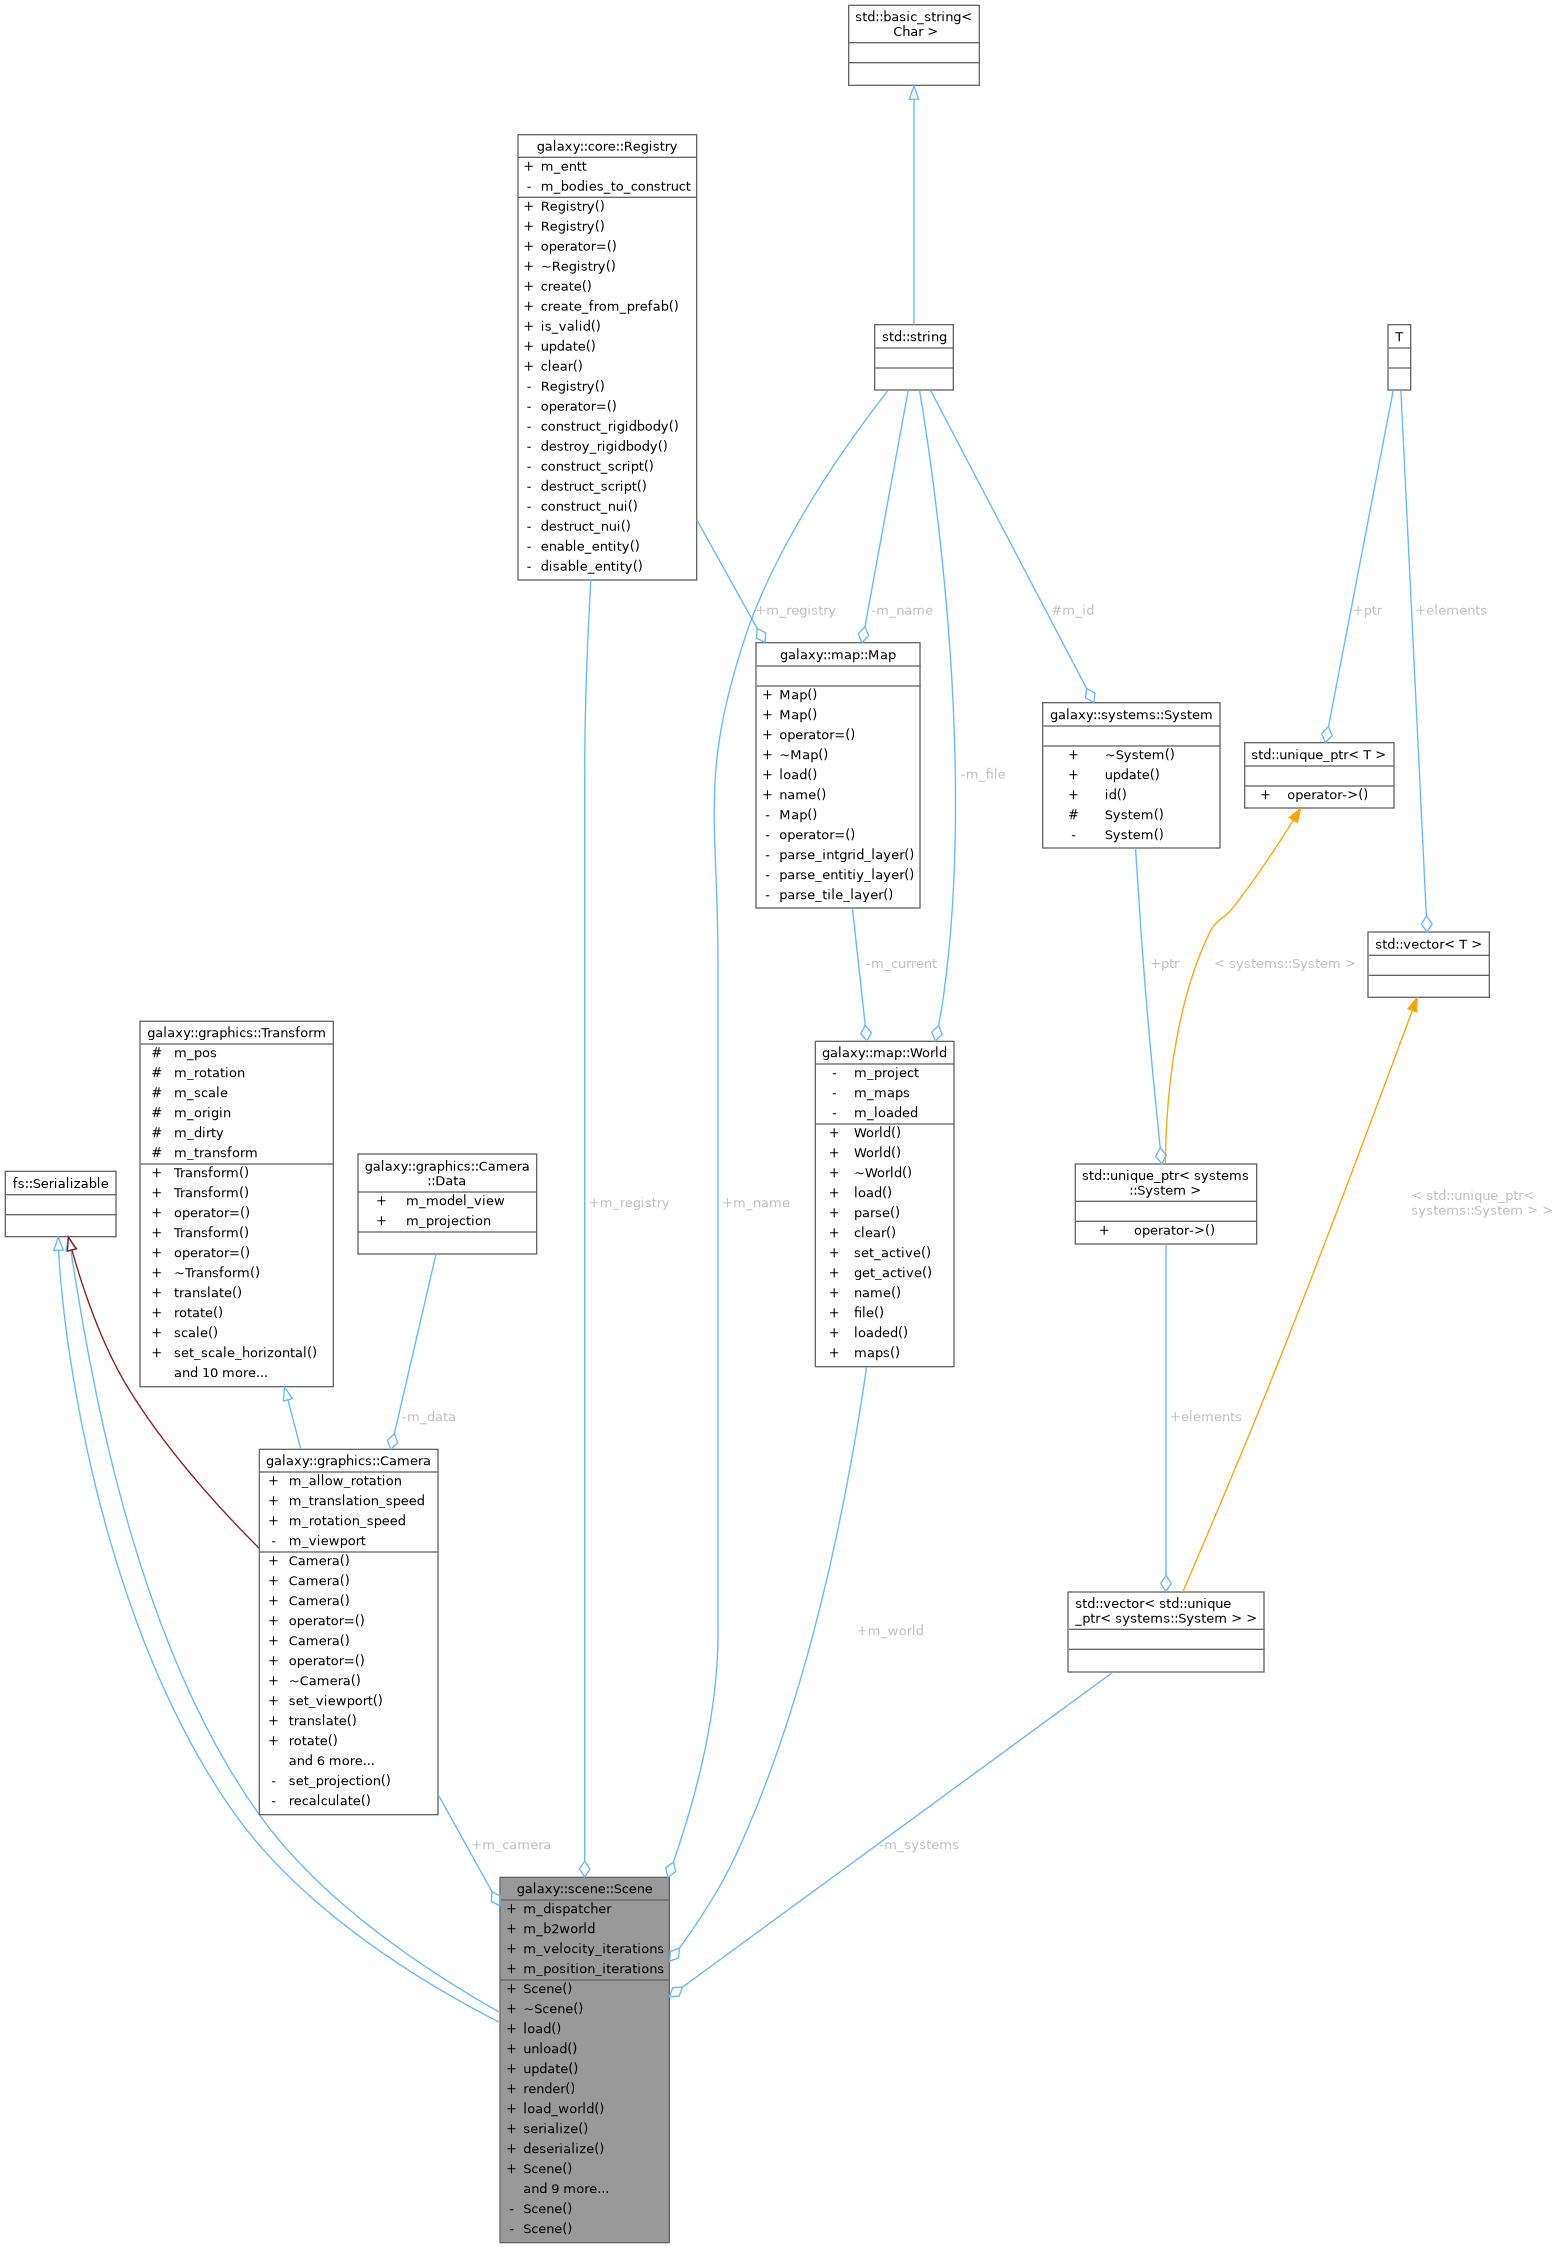 std::basic_string<
Char >
galaxy::core::Registry
+ m_entt
- m_bodies_to_construct
+ Registry()
+ Registry()
+ operator=()
+ ~Registry()
+ create()
+ create_from_prefab()
+ is_valid()
+ update()
+ clear()
- Registry()
- operator=()
- construct_rigidbody()
- destroy_rigidbody()
- construct_script()
- destruct_script()
- construct_nui()
- destruct_nui()
- enable_entity()
- disable_entity()
std::string
T
+m_registry
-m_name
#m_id
+ptr
+elements
galaxy::map::Map
+ Map()
+ Map()
+ operator=()
+ ~Map()
+ load()
+ name()
- Map()
- operator=()
- parse_intgrid_layer()
- parse_entitiy_layer()
- parse_tile_layer()
-m_file
galaxy::systems::System
+ ~System()
+ update()
+ id()
# System()
- System()
std::unique_ptr< T >
+ operator->()
std::vector< T >
-m_current
+ptr
< systems::System >
galaxy::graphics::Transform
# m_pos
# m_rotation
# m_scale
# m_origin
# m_dirty
# m_transform
+ Transform()
+ Transform()
+ operator=()
+ Transform()
+ operator=()
+ ~Transform()
+ translate()
+ rotate()
+ scale()
+ set_scale_horizontal()
and 10 more...
fs::Serializable
galaxy::graphics::Camera
::Data
+ m_model_view
+ m_projection
+m_registry
+m_name
galaxy::map::World
- m_project
- m_maps
- m_loaded
+ World()
+ World()
+ ~World()
+ load()
+ parse()
+ clear()
+ set_active()
+ get_active()
+ name()
+ file()
+ loaded()
+ maps()
std::unique_ptr< systems
::System >
+ operator->()
< std::unique_ptr<
systems::System > >
-m_data
+elements
galaxy::graphics::Camera
+ m_allow_rotation
+ m_translation_speed
+ m_rotation_speed
- m_viewport
+ Camera()
+ Camera()
+ Camera()
+ operator=()
+ Camera()
+ operator=()
+ ~Camera()
+ set_viewport()
+ translate()
+ rotate()
and 6 more...
- set_projection()
- recalculate()
+m_world
std::vector< std::unique
_ptr< systems::System > >
+m_camera
-m_systems
galaxy::scene::Scene
+ m_dispatcher
+ m_b2world
+ m_velocity_iterations
+ m_position_iterations
+ Scene()
+ ~Scene()
+ load()
+ unload()
+ update()
+ render()
+ load_world()
+ serialize()
+ deserialize()
+ Scene()
and 9 more...
- Scene()
- Scene()